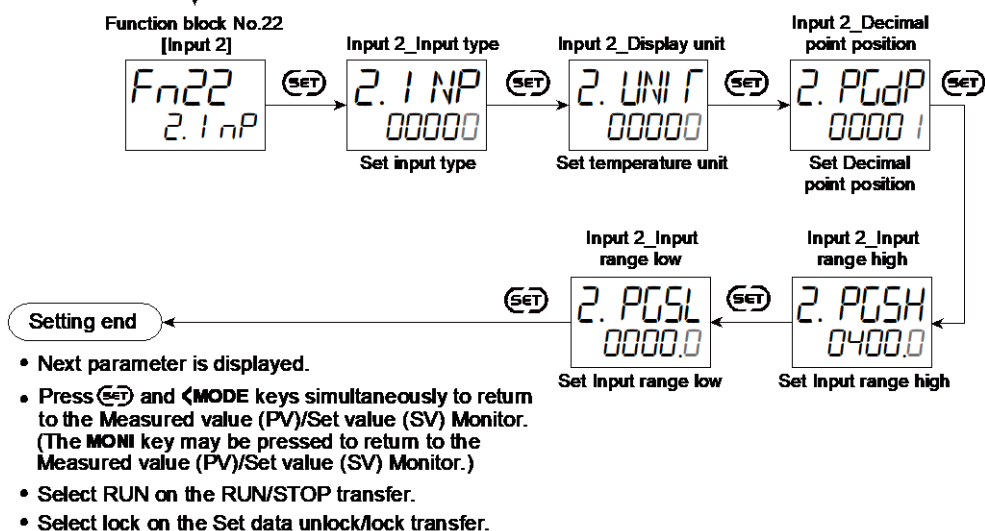 Function block No.22
[Input 2]
Fn22
2. InP
SET
Input 2_Input type
2. INP
00000
Set input type
SET
Input 2_Display unit
2. UNIT
00000
Set temperature unit
SET
Input 2_Decimal
point position
2. PGdP
00001
Set Decimal
point position
SET
Input 2_Input
range high
2. PGSH
0400.0
Set Input range high
SET
Input 2_Input
range low
2. PGSL
0000.0
Set Input range low
SET
Setting end
• Next parameter is displayed.
• Press SET and <MODE keys simultaneously to return
to the Measured value (PV)/Set value (SV) Monitor.
(The MONI key may be pressed to return to the
Measured value (PV)/Set value (SV) Monitor.)
• Select RUN on the RUN/STOP transfer.
• Select lock on the Set data unlock/lock transfer.